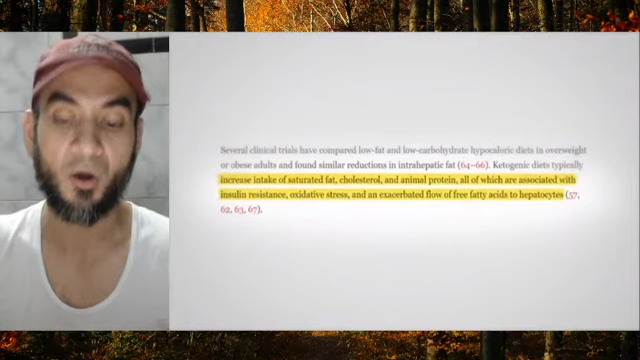 Several clinical trials have compared low-fat and low-carbohydrate hypocaloric diets in overweight
or obese adults and found similar reductions in intrahepatic fat (64–66). Ketogenic diets typically
increase intake of saturated fat, cholesterol, and animal protein, all of which are associated with
insulin resistance, oxidative stress, and an exacerbated flow of free fatty acids to hepatocytes (57,
62, 63, 67).